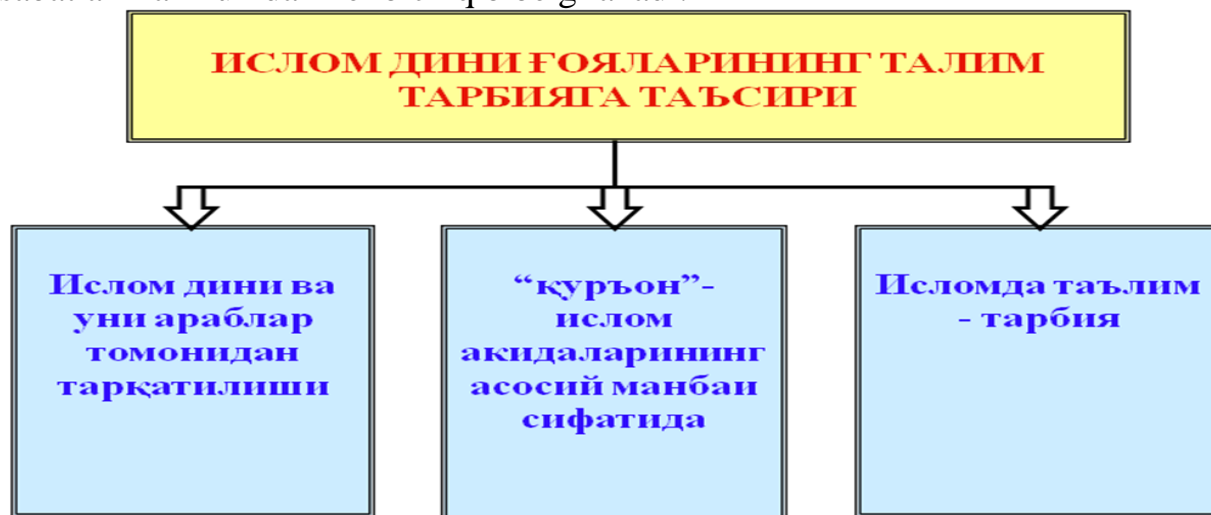 ИСЛОМ ДИНИ ҒОЯЛАРИНИНГ ТАЛИМ
ТАРБИЯГА ТАЪСИРИ
Ислом дини ва
уни араблар
томонидан
тарқатилиши
“қуръон”-
ислом
ақидаларининг
асосий манбаи
сифатида
Исломда таълим
- тарбия